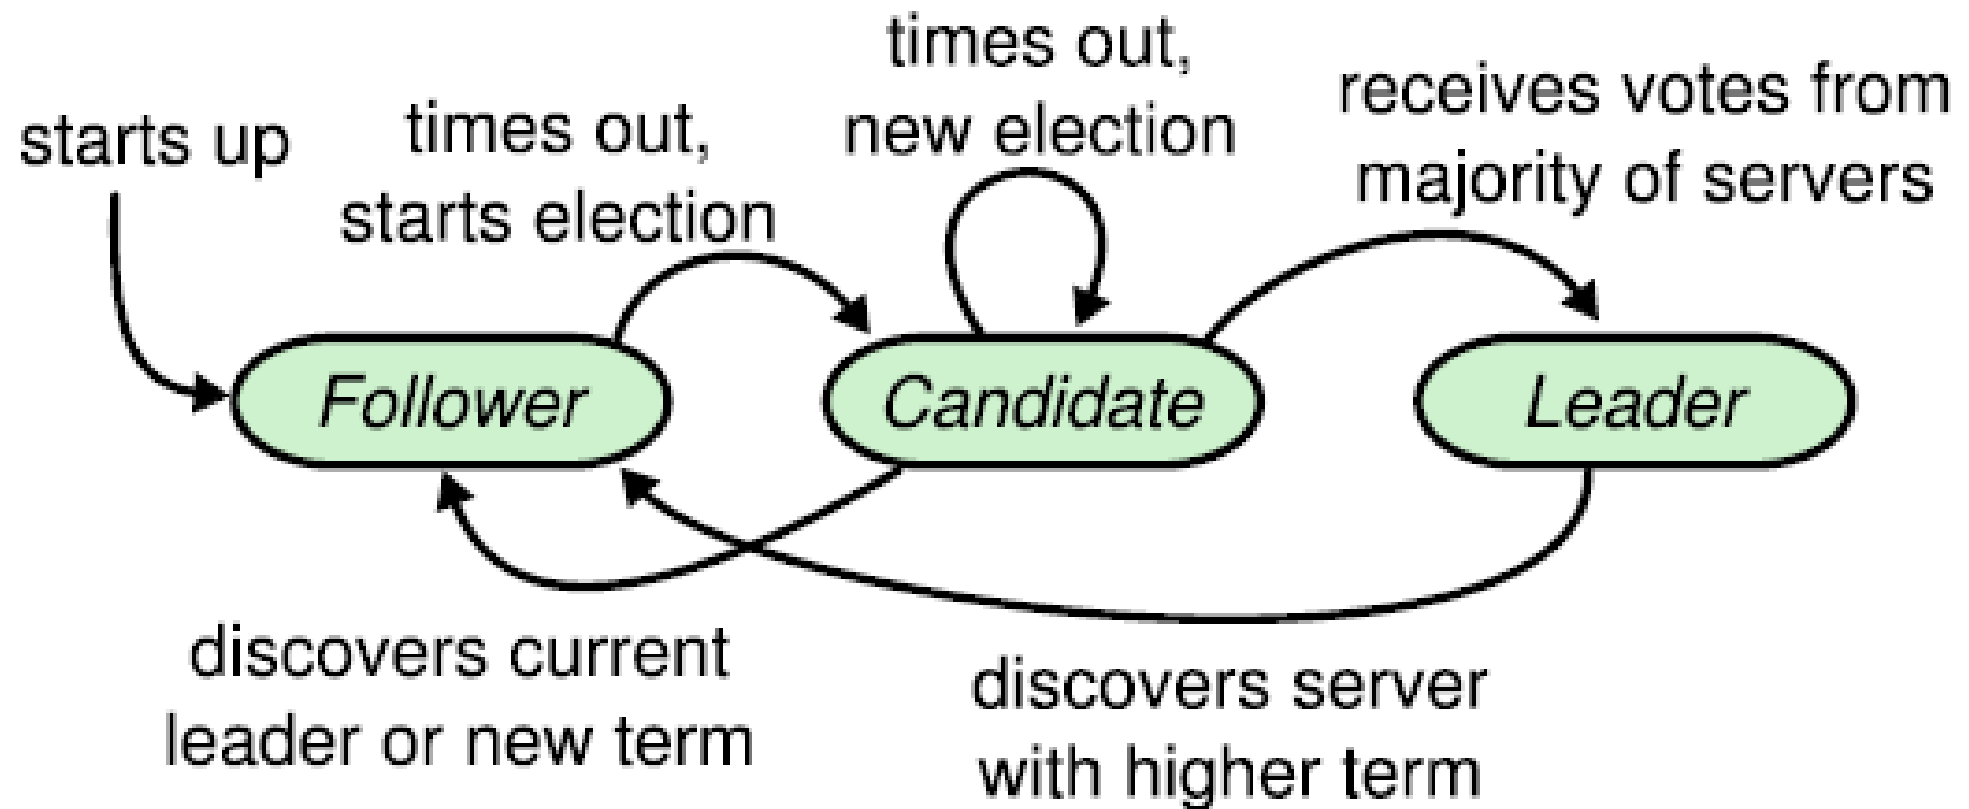 starts up
times out,
starts election
times out,
new election
receives votes from
majority of servers
Follower
Candidate
Leader
discovers current
leader or new term
discovers server
with higher term